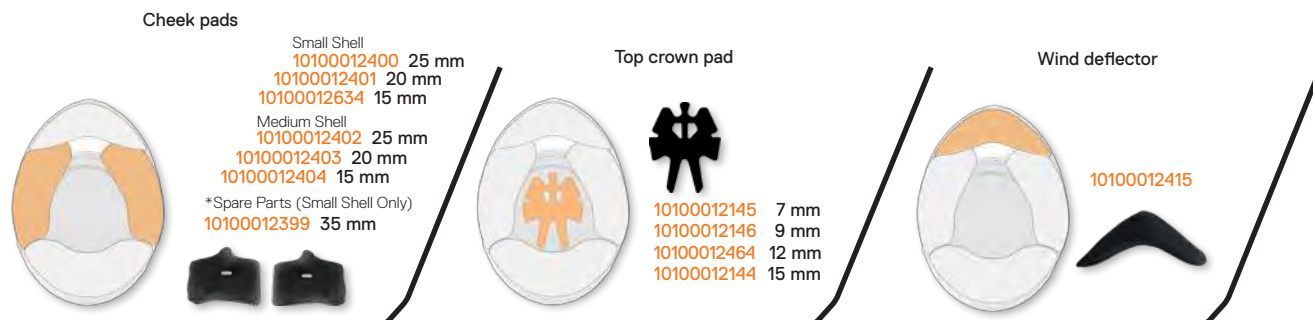 Cheek pads
Small Shell
10100012400 25 mm
10100012401 20 mm
10100012634 15 mm
Medium Shell
10100012402 25 mm
10100012403 20 mm
10100012404 15 mm
*Spare Parts (Small Shell Only)
10100012399 35 mm
Top crown pad
10100012145 7 mm
10100012146 9 mm
10100012464 12 mm
10100012144 15 mm
Wind deflector
10100012415